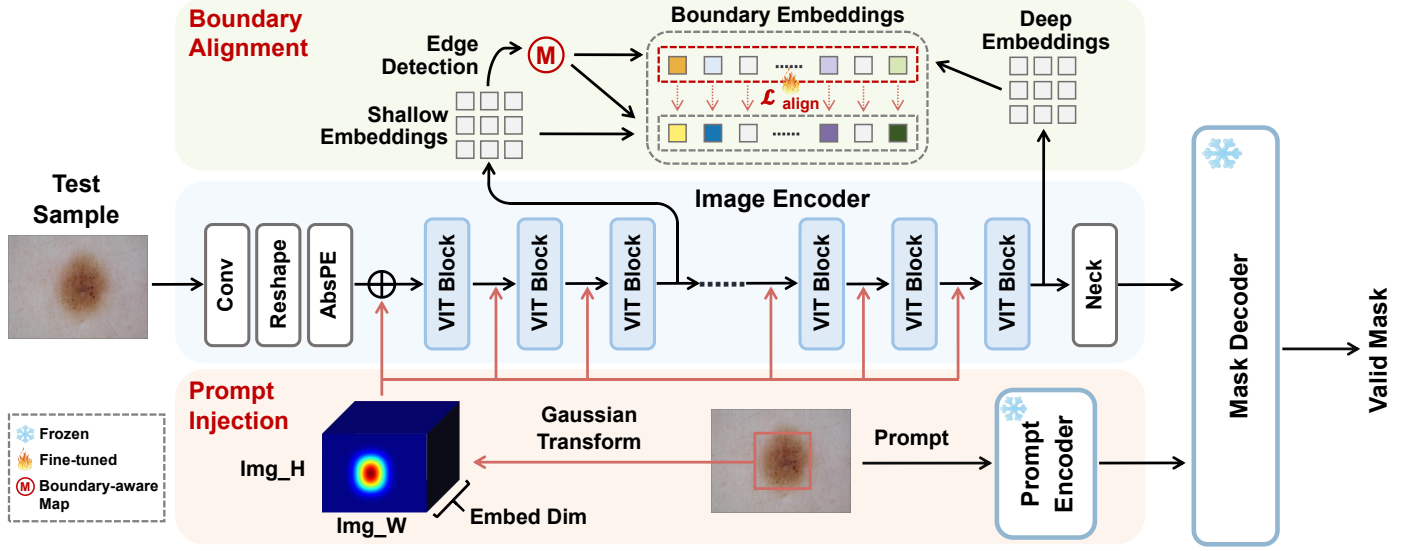 Boundary
Alignment
Edge
Detection
M
Boundary Embeddings
Deep
Embeddings
......
ℒ align
Shallow
Embeddings
......
Test
Sample
Image Encoder
Conv
Reshape
AbsPE
VIT Block
VIT Block
VIT Block
.......
VIT Block
VIT Block
VIT Block
Neck
Mask Decoder
Valid Mask
Prompt
Injection
Gaussian
Transform
Prompt
Prompt
Encoder
Img_H
Img_W
Embed Dim
Frozen
Fine-tuned
M
Boundary-aware
Map